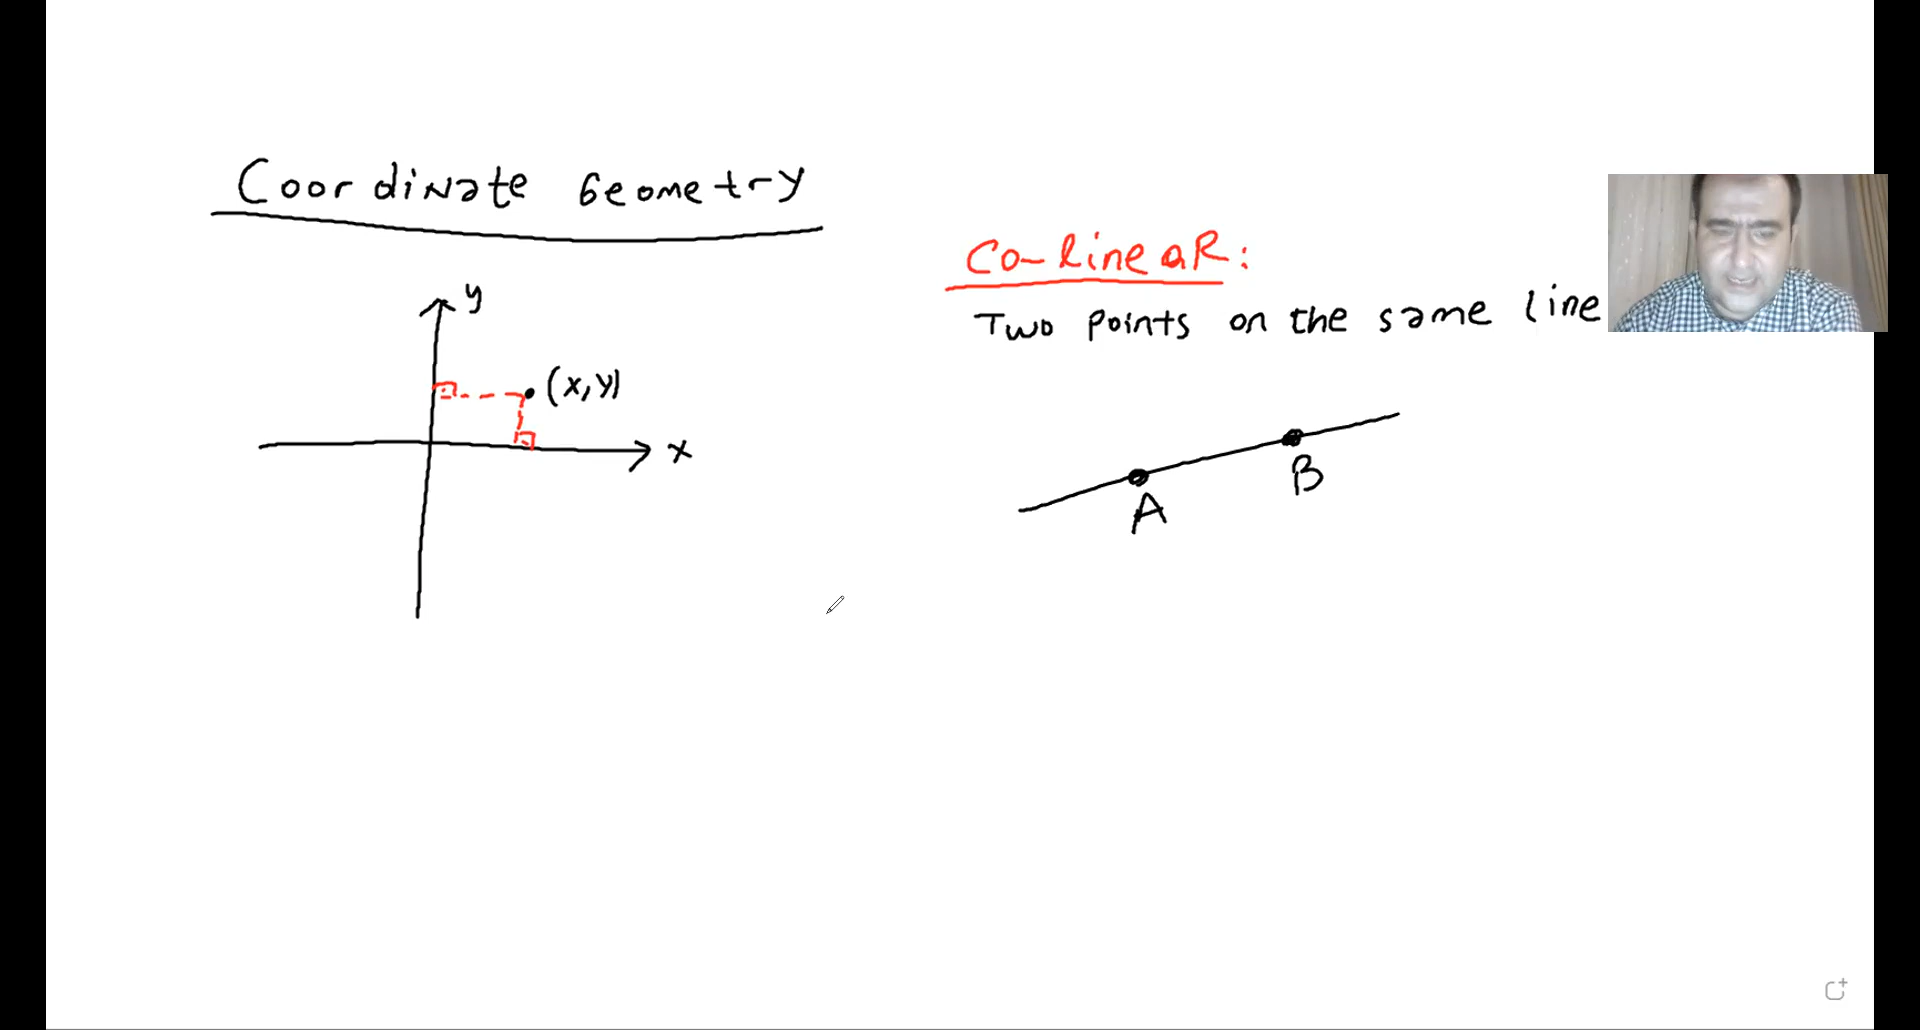 Coordinate Geometry
y
(x,y)
x
Co-lineaR:
Two points on the same line
A
B